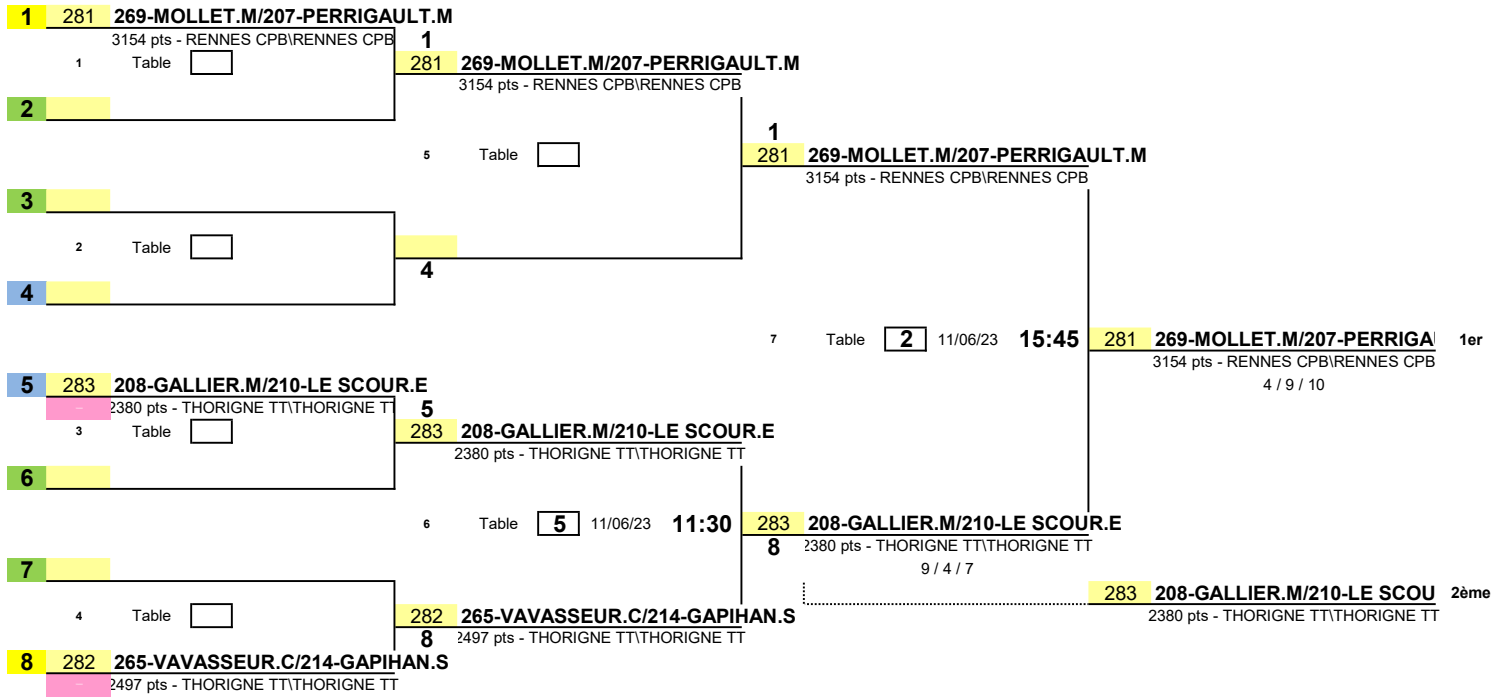 1 281 269-MOLLET.M/207-PERRIGAULT.M
3154 pts - RENNES CPB\RENNES CPB 1
1 Table 281 269-MOLLET.M/207-PERRIGAULT.M
3154 pts - RENNES CPB\RENNES CPB
2
1
5 Table 281 269-MOLLET.M/207-PERRIGAULT.M
3154 pts - RENNES CPB\RENNES CPB
3
2 Table
4
4
7 Table 2 11/06/23 15:45 281 269-MOLLET.M/207-PERRIGA 1er
3154 pts - RENNES CPB\RENNES CPB
4 / 9 / 10
5 283 208-GALLIER.M/210-LE SCOUR.E
2380 pts - THORIGNE TT\THORIGNE TT 5
3 Table 283 208-GALLIER.M/210-LE SCOUR.E
2380 pts - THORIGNE TT\THORIGNE TT
6
6 Table 5 11/06/23 11:30 283 208-GALLIER.M/210-LE SCOUR.E
8 2380 pts - THORIGNE TT\THORIGNE TT
9 / 4 / 7
7
283 208-GALLIER.M/210-LE SCOU 2ème
2380 pts - THORIGNE TT\THORIGNE TT
4 Table 282 265-VAVASSEUR.C/214-GAPIHAN.S
8 2497 pts - THORIGNE TT\THORIGNE TT
8 282 265-VAVASSEUR.C/214-GAPIHAN.S
2497 pts - THORIGNE TT\THORIGNE TT